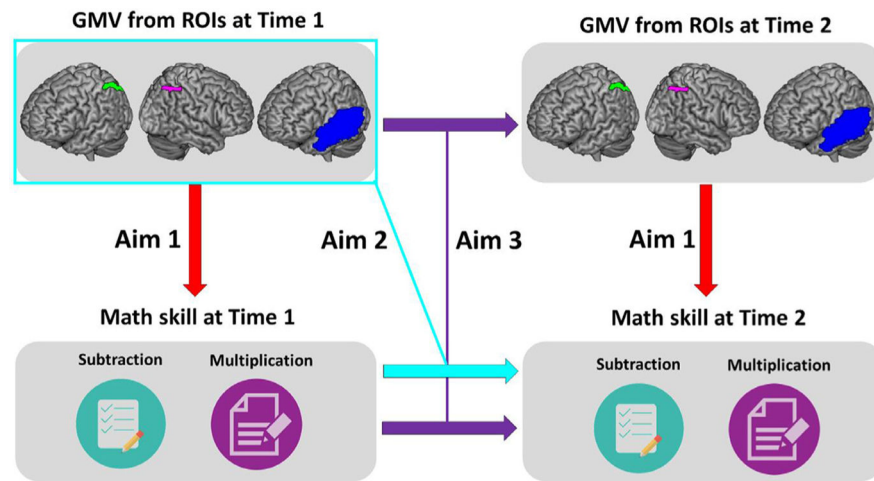 GMV from ROIs at Time 1
GMV from ROIs at Time 2
Aim 1
Aim 2
Aim 3
Aim 1
Math skill at Time 1
Math skill at Time 2
Subtraction
Multiplication
Subtraction
Multiplication